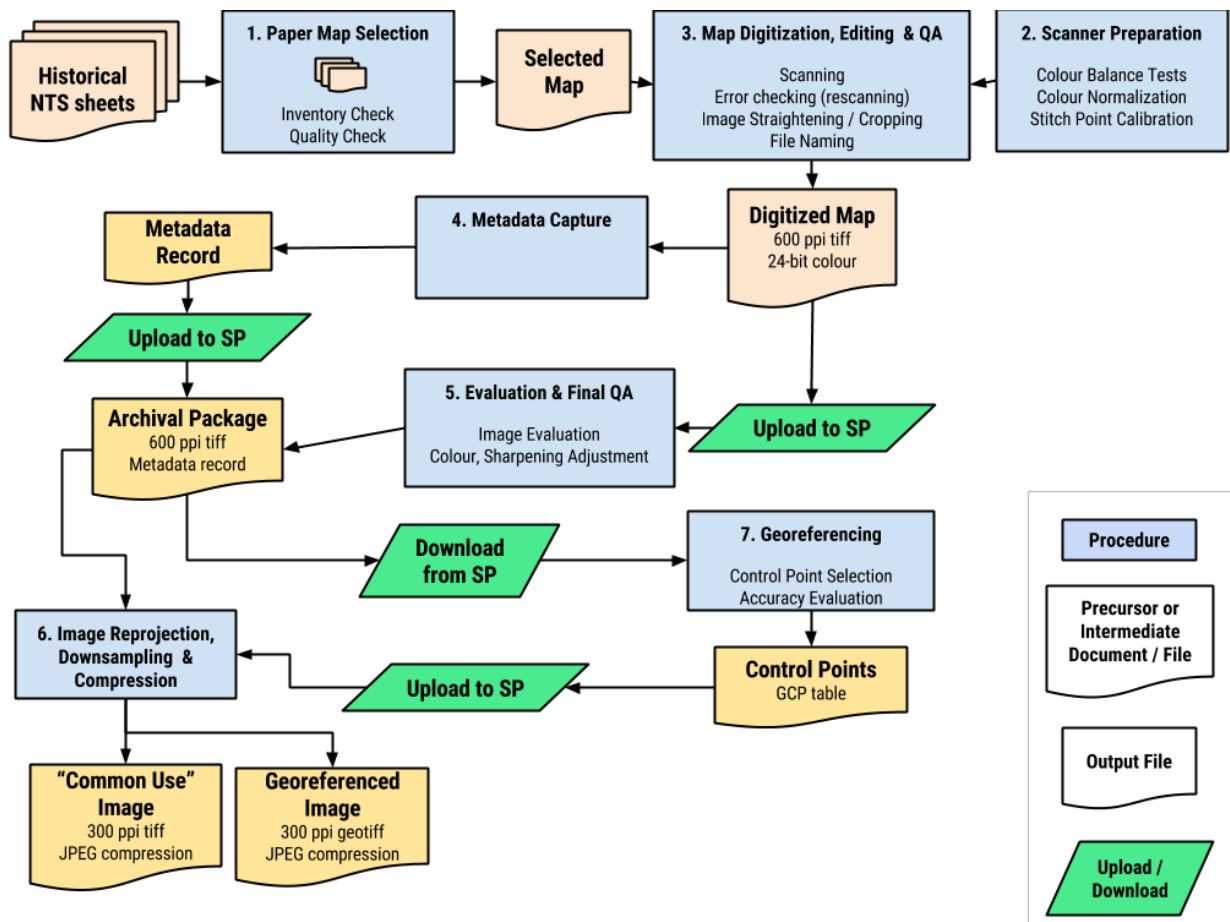 Historical
NTS sheets
1. Paper Map Selection
Inventory Check
Quality Check
Selected
Map
3. Map Digitization, Editing & QA
Scanning
Error checking (rescanning)
Image Straightening / Cropping
File Naming
2. Scanner Preparation
Colour Balance Tests
Colour Normalization
Stitch Point Calibration
Metadata
Record
4. Metadata Capture
Digitized Map
600 ppi tiff
24-bit colour
Upload to SP
Archival Package
600 ppi tiff
Metadata record
5. Evaluation & Final QA
Image Evaluation
Colour, Sharpening Adjustment
Upload to SP
Download
from SP
7. Georeferencing
Control Point Selection
Accuracy Evaluation
6. Image Reprojection,
Downsampling &
Compression
Upload to SP
Control Points
GCP table
“Common Use”
Image
300 ppi tiff
JPEG compression
Georeferenced
Image
300 ppi geotiff
JPEG compression
Procedure
Precursor or
Intermediate
Document / File
Output File
Upload /
Download